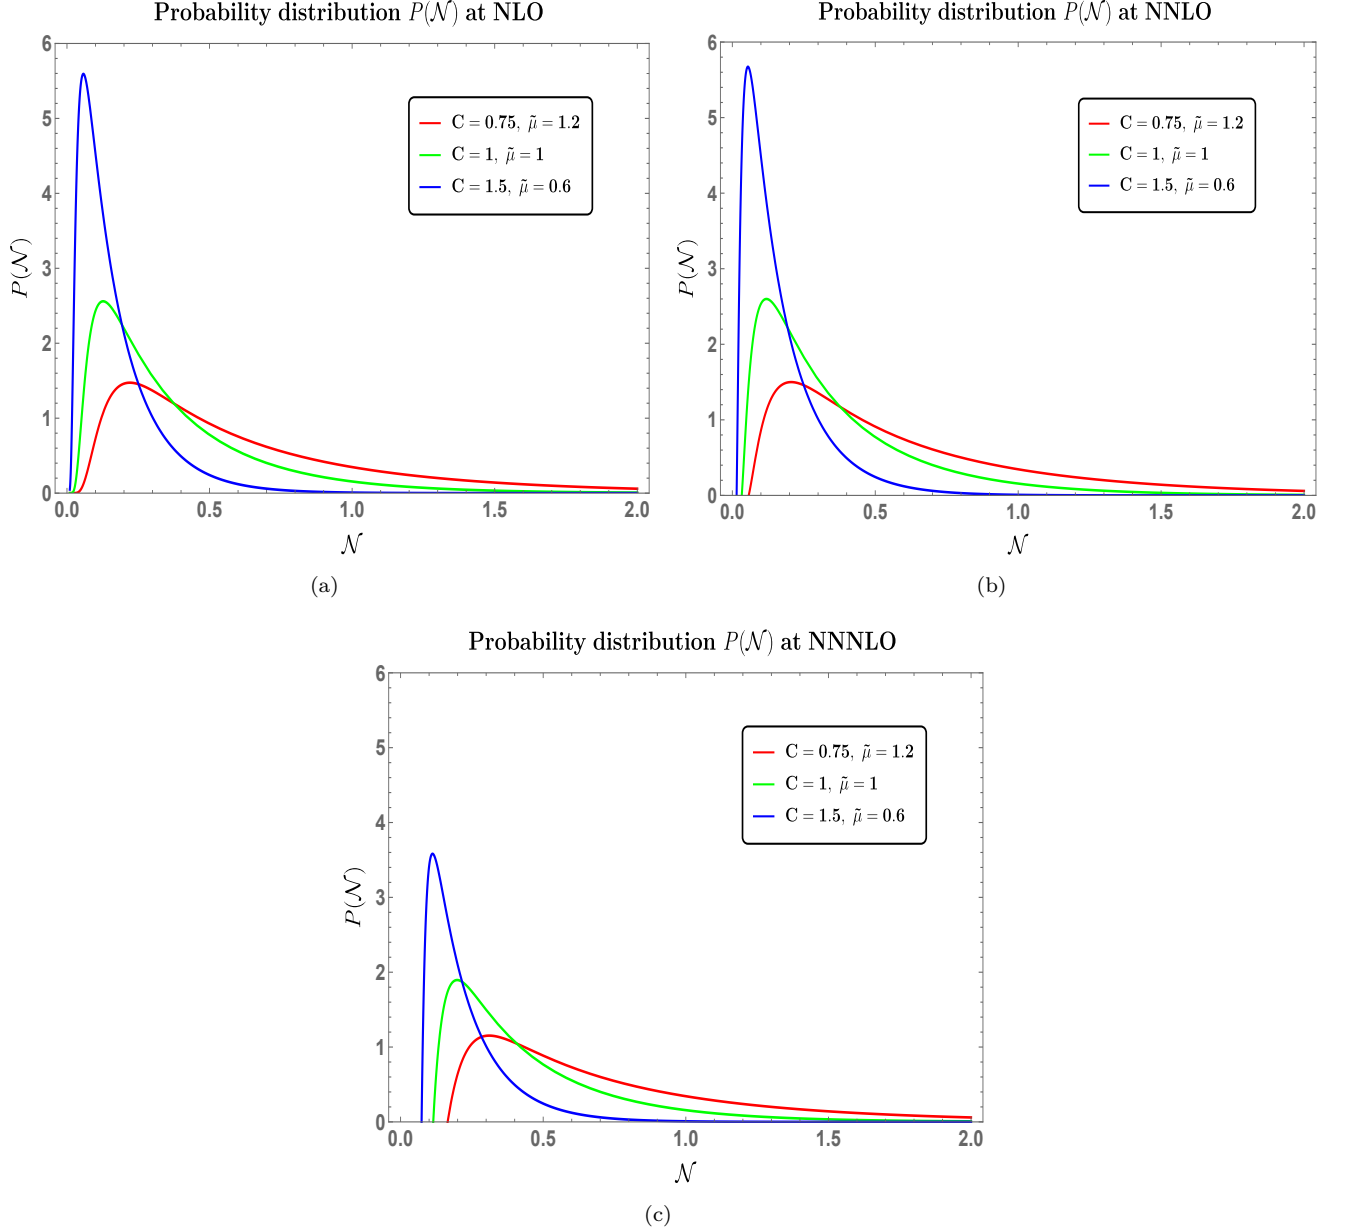 Probability distribution P(𝒩) at NLO
6
5
4
3
2
1
0
P(𝒩)
C = 0.75, μ̃ = 1.2
C = 1, μ̃ = 1
C = 1.5, μ̃ = 0.6
0.0 0.5 1.0 1.5 2.0
𝒩
(a)
Probability distribution P(𝒩) at NNLO
6
5
4
3
2
1
0
P(𝒩)
C = 0.75, μ̃ = 1.2
C = 1, μ̃ = 1
C = 1.5, μ̃ = 0.6
0.0 0.5 1.0 1.5 2.0
𝒩
(b)
Probability distribution P(𝒩) at NNNLO
6
5
4
3
2
1
0
P(𝒩)
C = 0.75, μ̃ = 1.2
C = 1, μ̃ = 1
C = 1.5, μ̃ = 0.6
0.0 0.5 1.0 1.5 2.0
𝒩
(c)